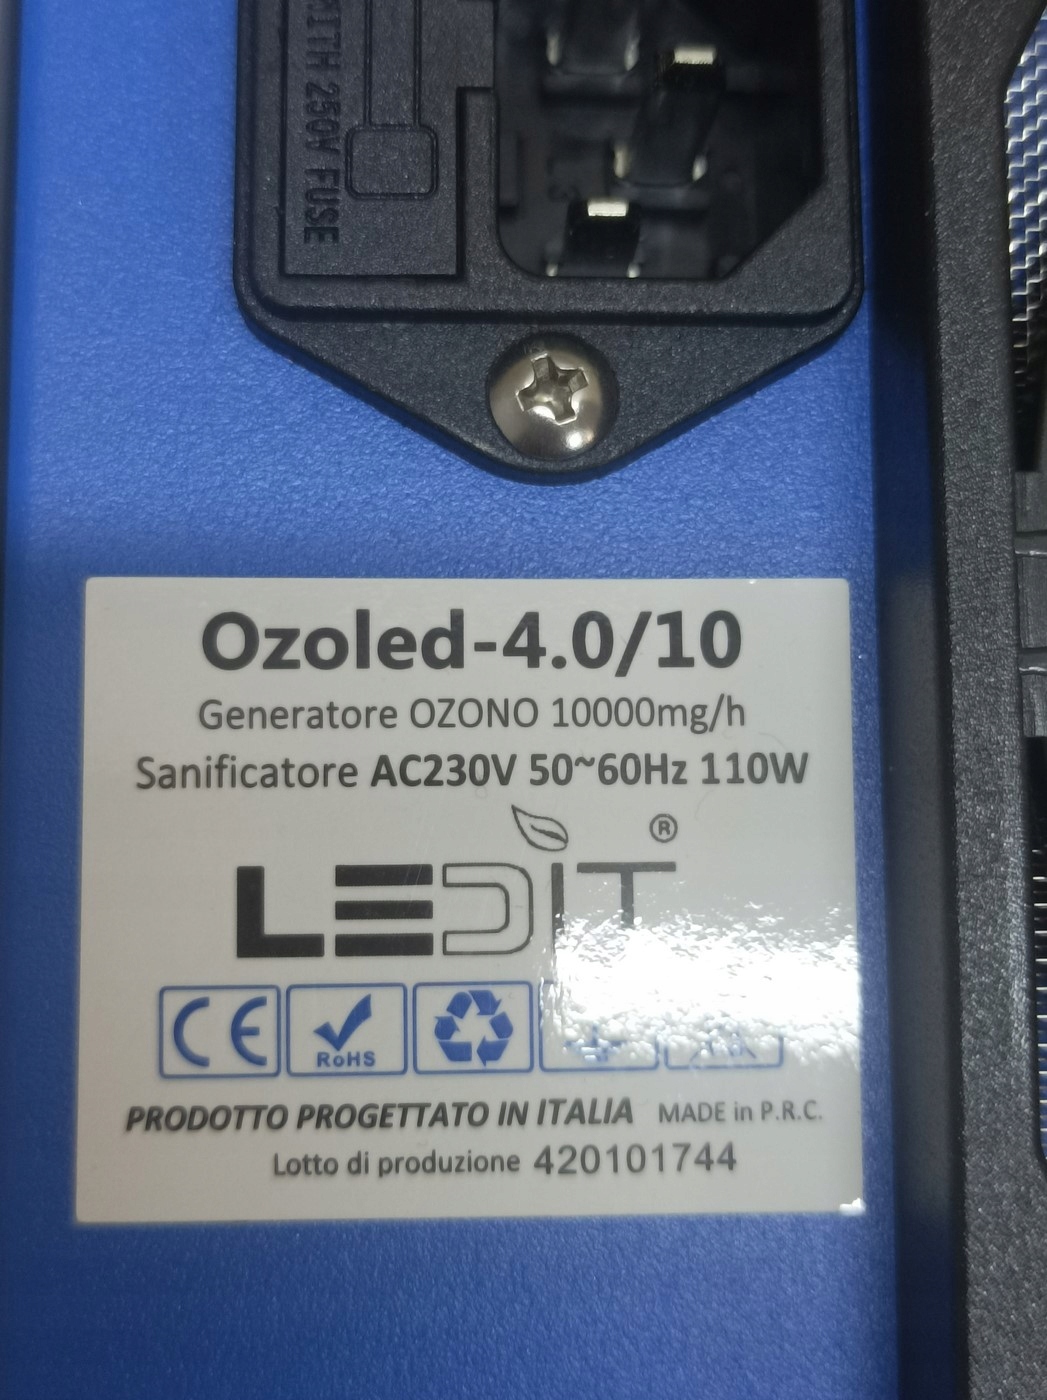 WITH 250V FUSE
Ozoled-4.0/10
Generatore OZONO 10000mg/h
Sanificatore AC230V 50~60Hz 110W
LEDIT®
CE
RoHS
PRODOTTO PROGETTATO IN ITALIA MADE in P.R.C.
Lotto di produzione 420101744